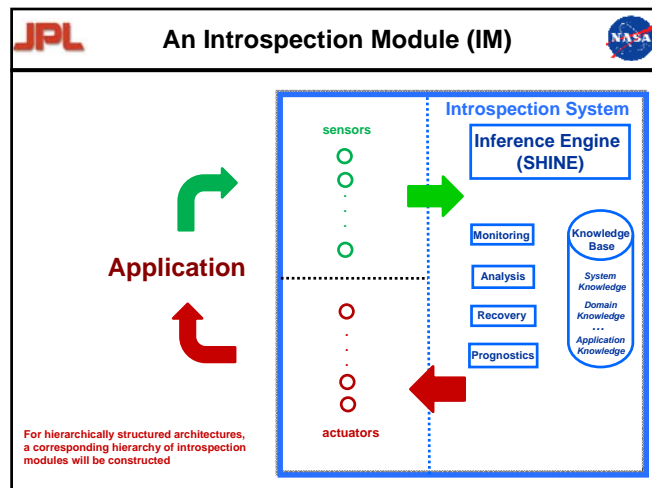 JPL
An Introspection Module (IM)
NASA
Introspection System
sensors
Inference Engine
(SHINE)
Monitoring
Knowledge
Base
Analysis
System
Knowledge
Application
Recovery
Domain
Knowledge
...
Application
Knowledge
Prognostics
actuators
For hierarchically structured architectures,
a corresponding hierarchy of introspection
modules will be constructed